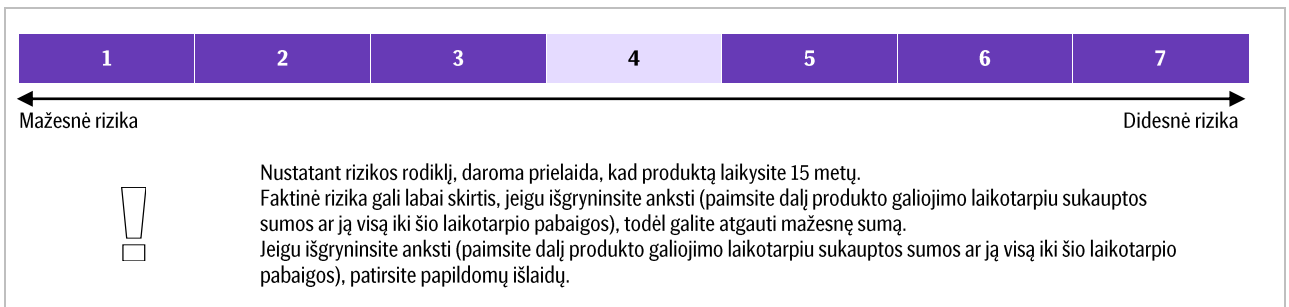 1 2 3 4 5 6 7
Mažesnė rizika Didesnė rizika
Nustatant rizikos rodiklį, daroma prielaida, kad produktą laikysite 15 metų.
Faktinė rizika gali labai skirtis, jeigu išgryninsite anksti (paimsite dalį produkto galiojimo laikotarpiu sukauptos
sumos ar ją visą iki šio laikotarpio pabaigos), todėl galite atgauti mažesnę sumą.
Jeigu išgryninsite anksti (paimsite dalį produkto galiojimo laikotarpiu sukauptos sumos ar ją visą iki šio laikotarpio
pabaigos), patirsite papildomų išlaidų.